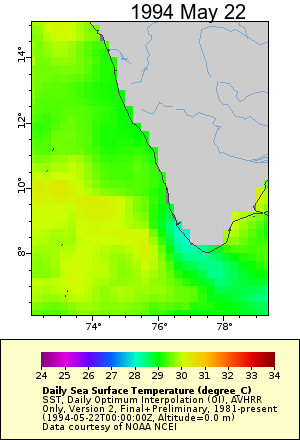 1994 May 22
14°
12°
10°
8°
74°
76°
78°
24 25 26 27 28 29 30 31 32 33 34
Daily Sea Surface Temperature (degree_C)
SST, Daily Optimum Interpolation (OI), AVHRR
Only, Version 2, Final+Preliminary, 1981-present
(1994-05-22T00:00:00Z, Altitude=0.0 m)
Data courtesy of NOAA NCEI